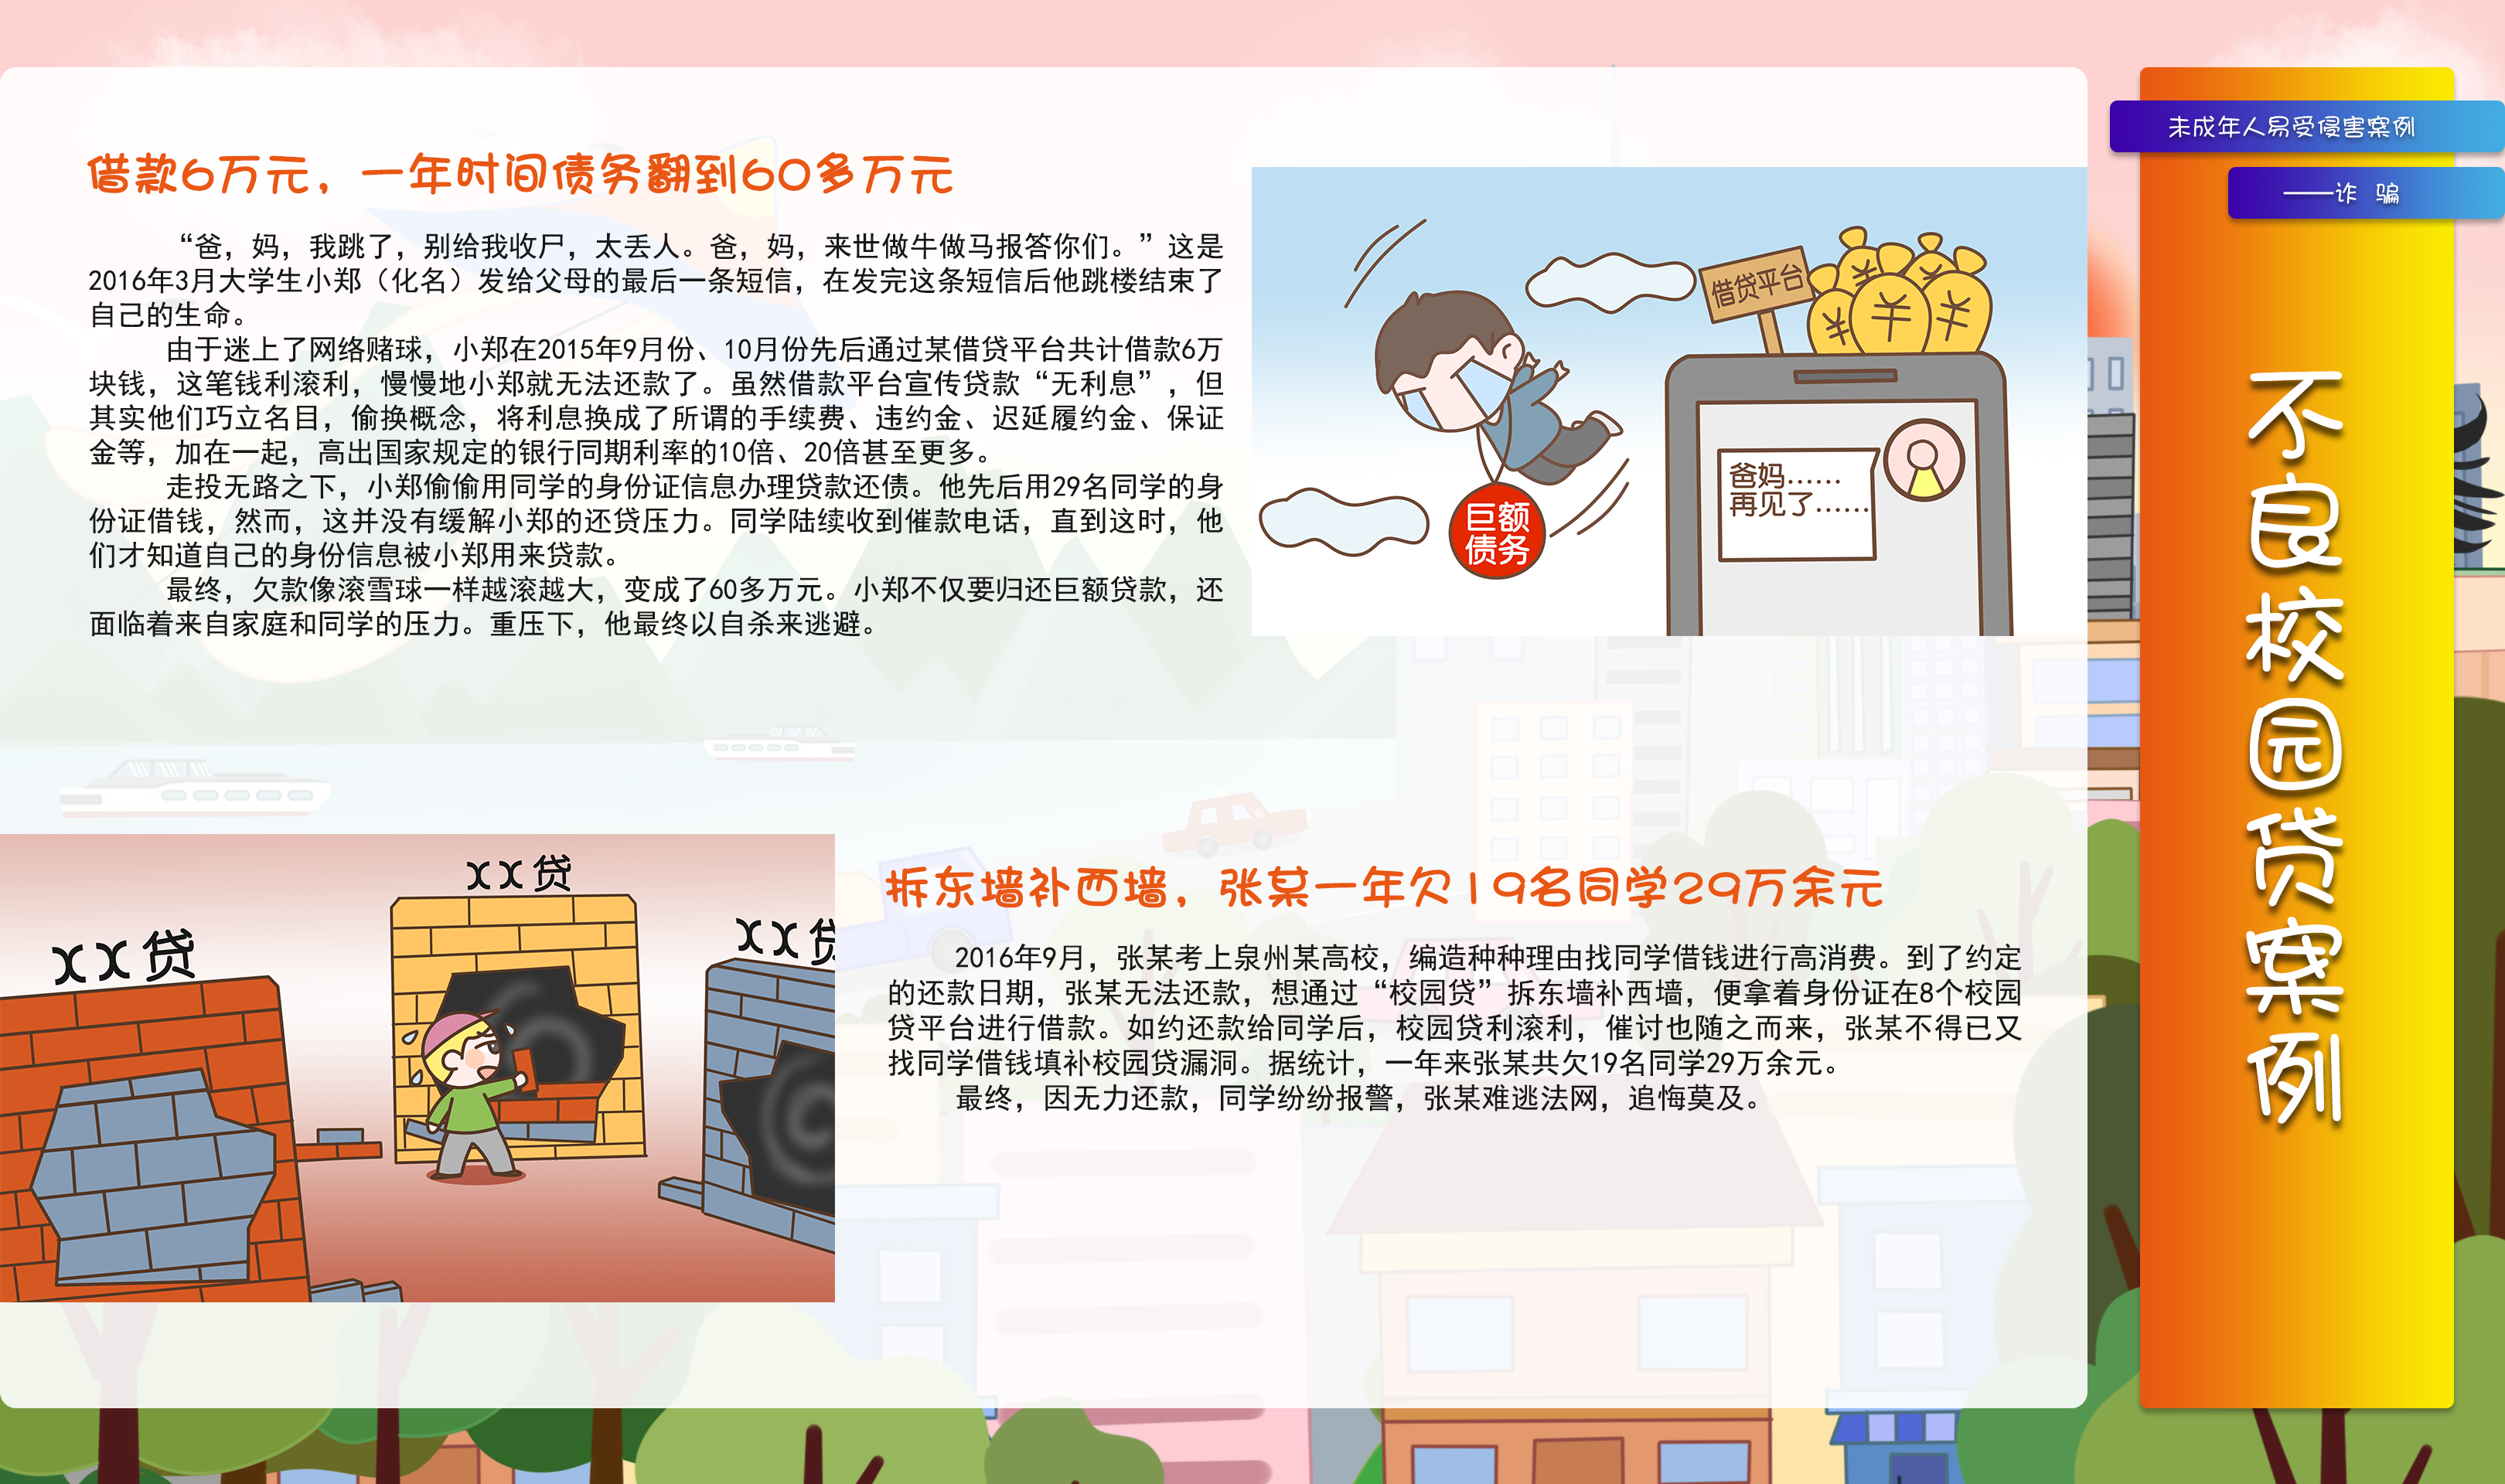 未成年人易受侵害案例
——诈 骗
不良校园贷案例
借款6万元，一年时间债务翻到60多万元
“爸，妈，我跳了，别给我收尸，太丢人。爸，妈，来世做牛做马报答你们。”这是
2016年3月大学生小郑（化名）发给父母的最后一条短信，在发完这条短信后他跳楼结束了
自己的生命。
由于迷上了网络赌球，小郑在2015年9月份、10月份先后通过某借贷平台共计借款6万
块钱，这笔钱利滚利，慢慢地小郑就无法还款了。虽然借款平台宣传贷款“无利息”，但
其实他们巧立名目，偷换概念，将利息换成了所谓的手续费、违约金、迟延履约金、保证
金等，加在一起，高出国家规定的银行同期利率的10倍、20倍甚至更多。
走投无路之下，小郑偷偷用同学的身份证信息办理贷款还债。他先后用29名同学的身
份证借钱，然而，这并没有缓解小郑的还贷压力。同学陆续收到催款电话，直到这时，他
们才知道自己的身份信息被小郑用来贷款。
最终，欠款像滚雪球一样越滚越大，变成了60多万元。小郑不仅要归还巨额贷款，还
面临着来自家庭和同学的压力。重压下，他最终以自杀来逃避。
借贷平台
爸妈……
再见了……
巨额
债务
XX贷
XX贷
XX贷
拆东墙补西墙，张某一年欠19名同学29万余元
2016年9月，张某考上泉州某高校，编造种种理由找同学借钱进行高消费。到了约定
的还款日期，张某无法还款，想通过“校园贷”拆东墙补西墙，便拿着身份证在8个校园
贷平台进行借款。如约还款给同学后，校园贷利滚利，催讨也随之而来，张某不得已又
找同学借钱填补校园贷漏洞。据统计，一年来张某共欠19名同学29万余元。
最终，因无力还款，同学纷纷报警，张某难逃法网，追悔莫及。